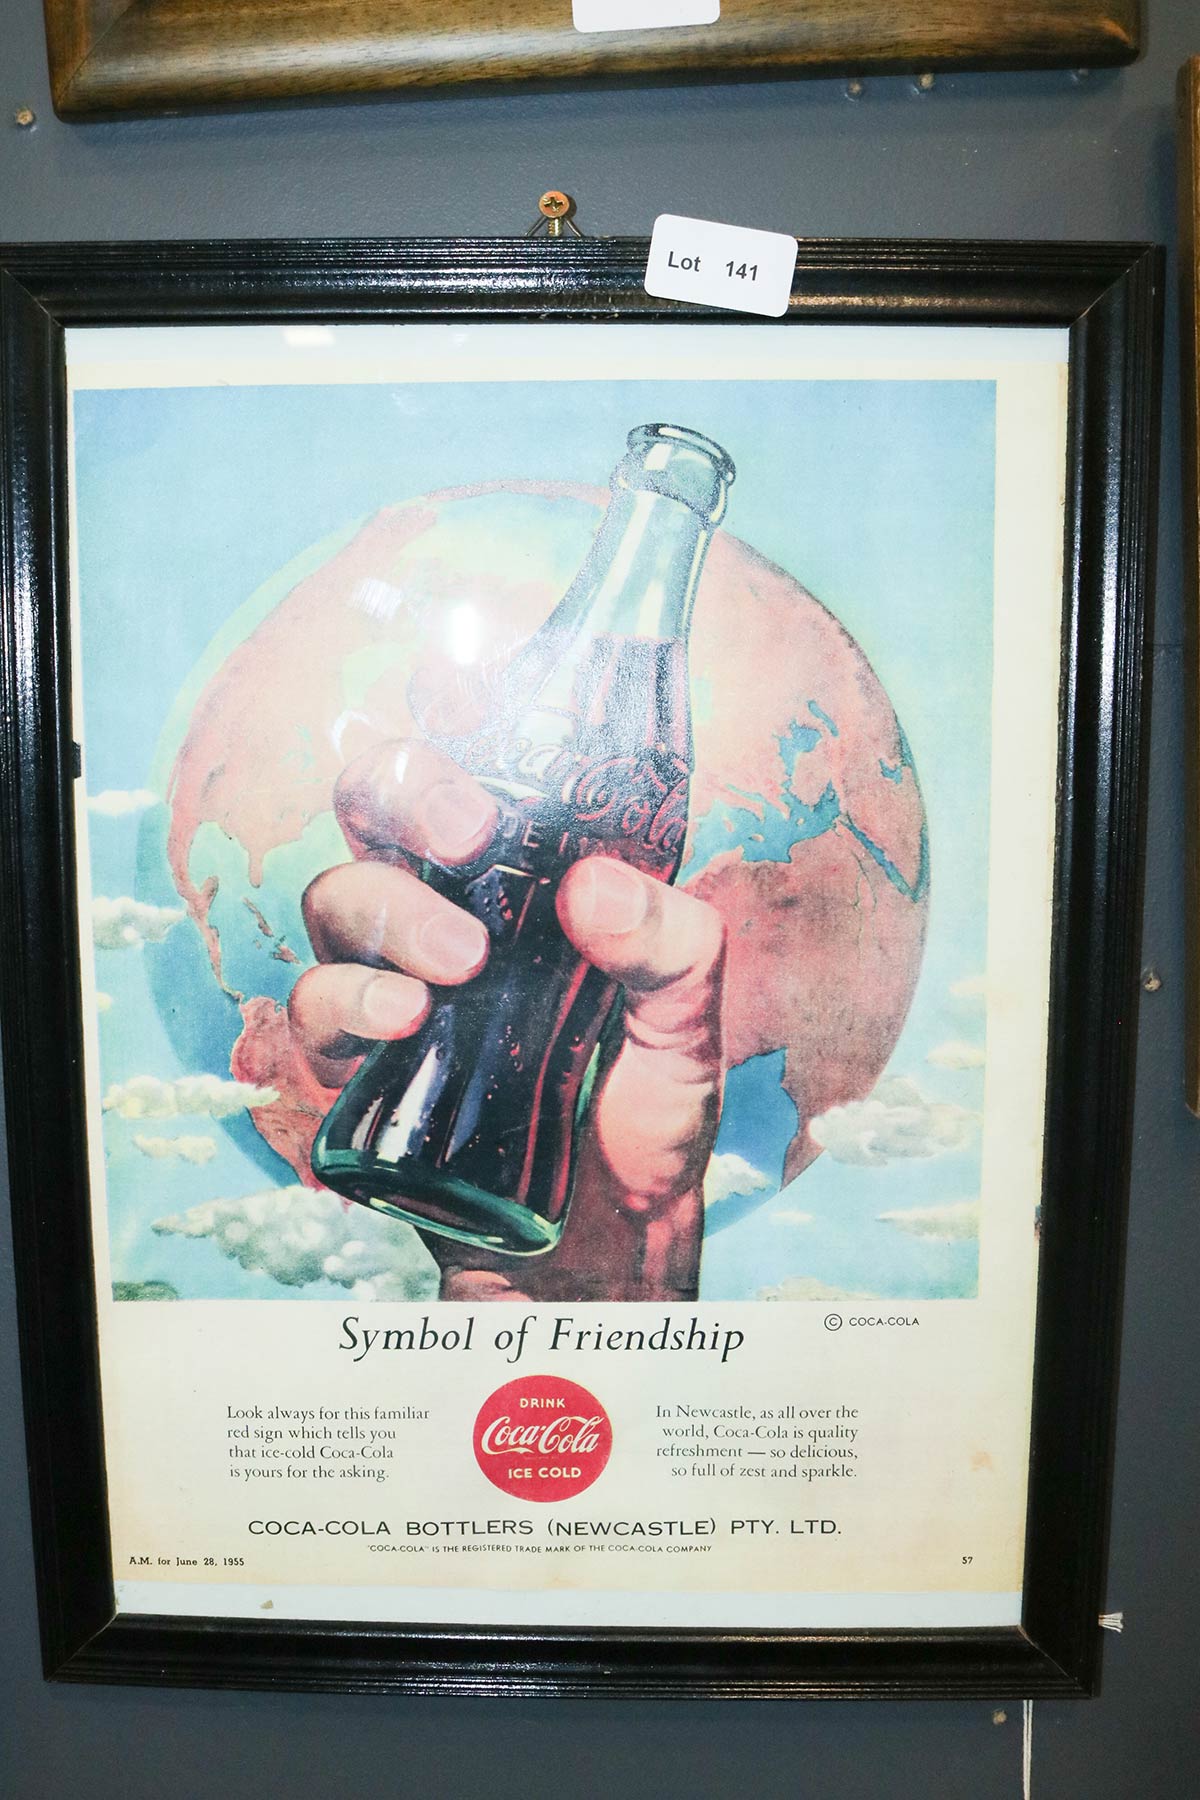 Lot 141
Coca-Cola
Symbol of Friendship
© COCA-COLA
Look always for this familiar
red sign which tells you
that ice-cold Coca-Cola
is yours for the asking.
DRINK
Coca-Cola
ICE COLD
In Newcastle, as all over the
world, Coca-Cola is quality
refreshment — so delicious,
so full of zest and sparkle.
COCA-COLA BOTTLERS (NEWCASTLE) PTY. LTD.
"COCA-COLA" IS THE REGISTERED TRADE MARK OF THE COCA-COLA COMPANY
A.M. for June 28, 1955
57